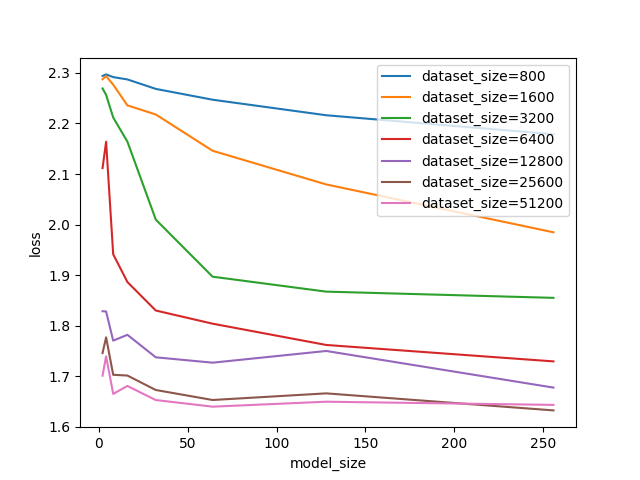 2.3
2.2
2.1
2.0
1.9
1.8
1.7
1.6
loss
0
50
100
150
200
250
model_size
dataset_size=800
dataset_size=1600
dataset_size=3200
dataset_size=6400
dataset_size=12800
dataset_size=25600
dataset_size=51200